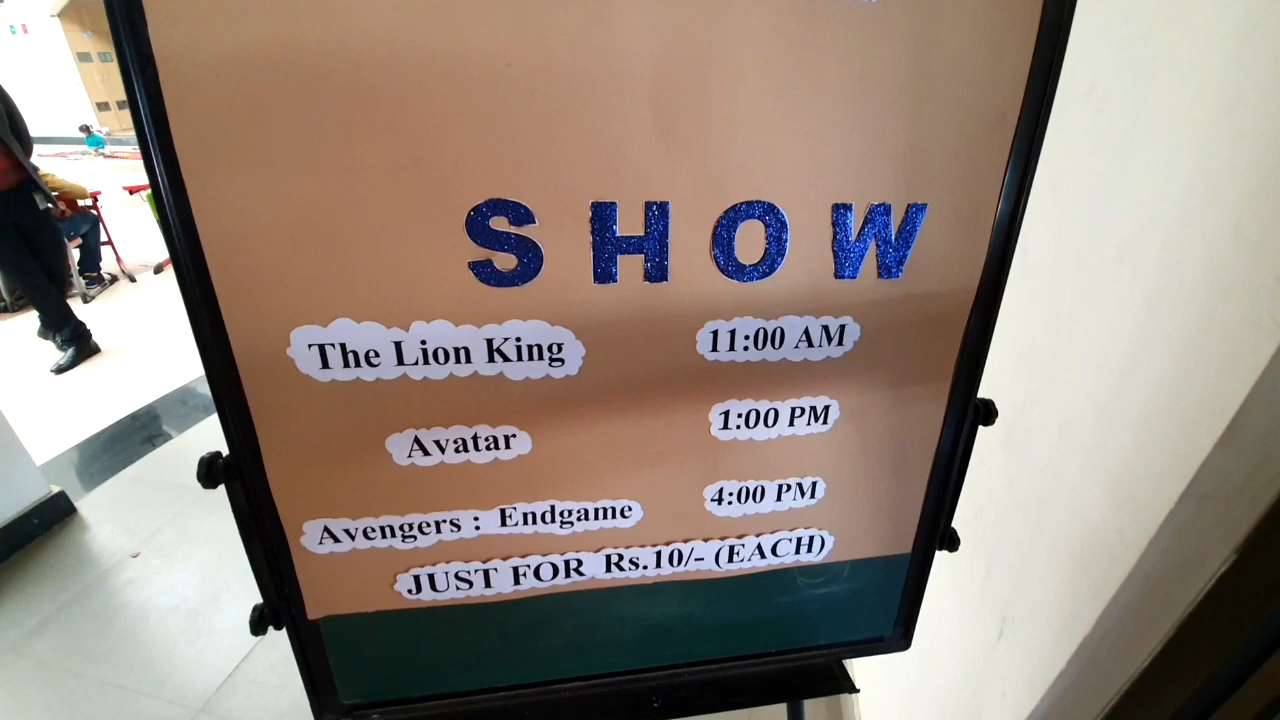 SHOW
The Lion King 11:00 AM
Avatar 1:00 PM
Avengers : Endgame 4:00 PM
JUST FOR Rs.10/- (EACH)